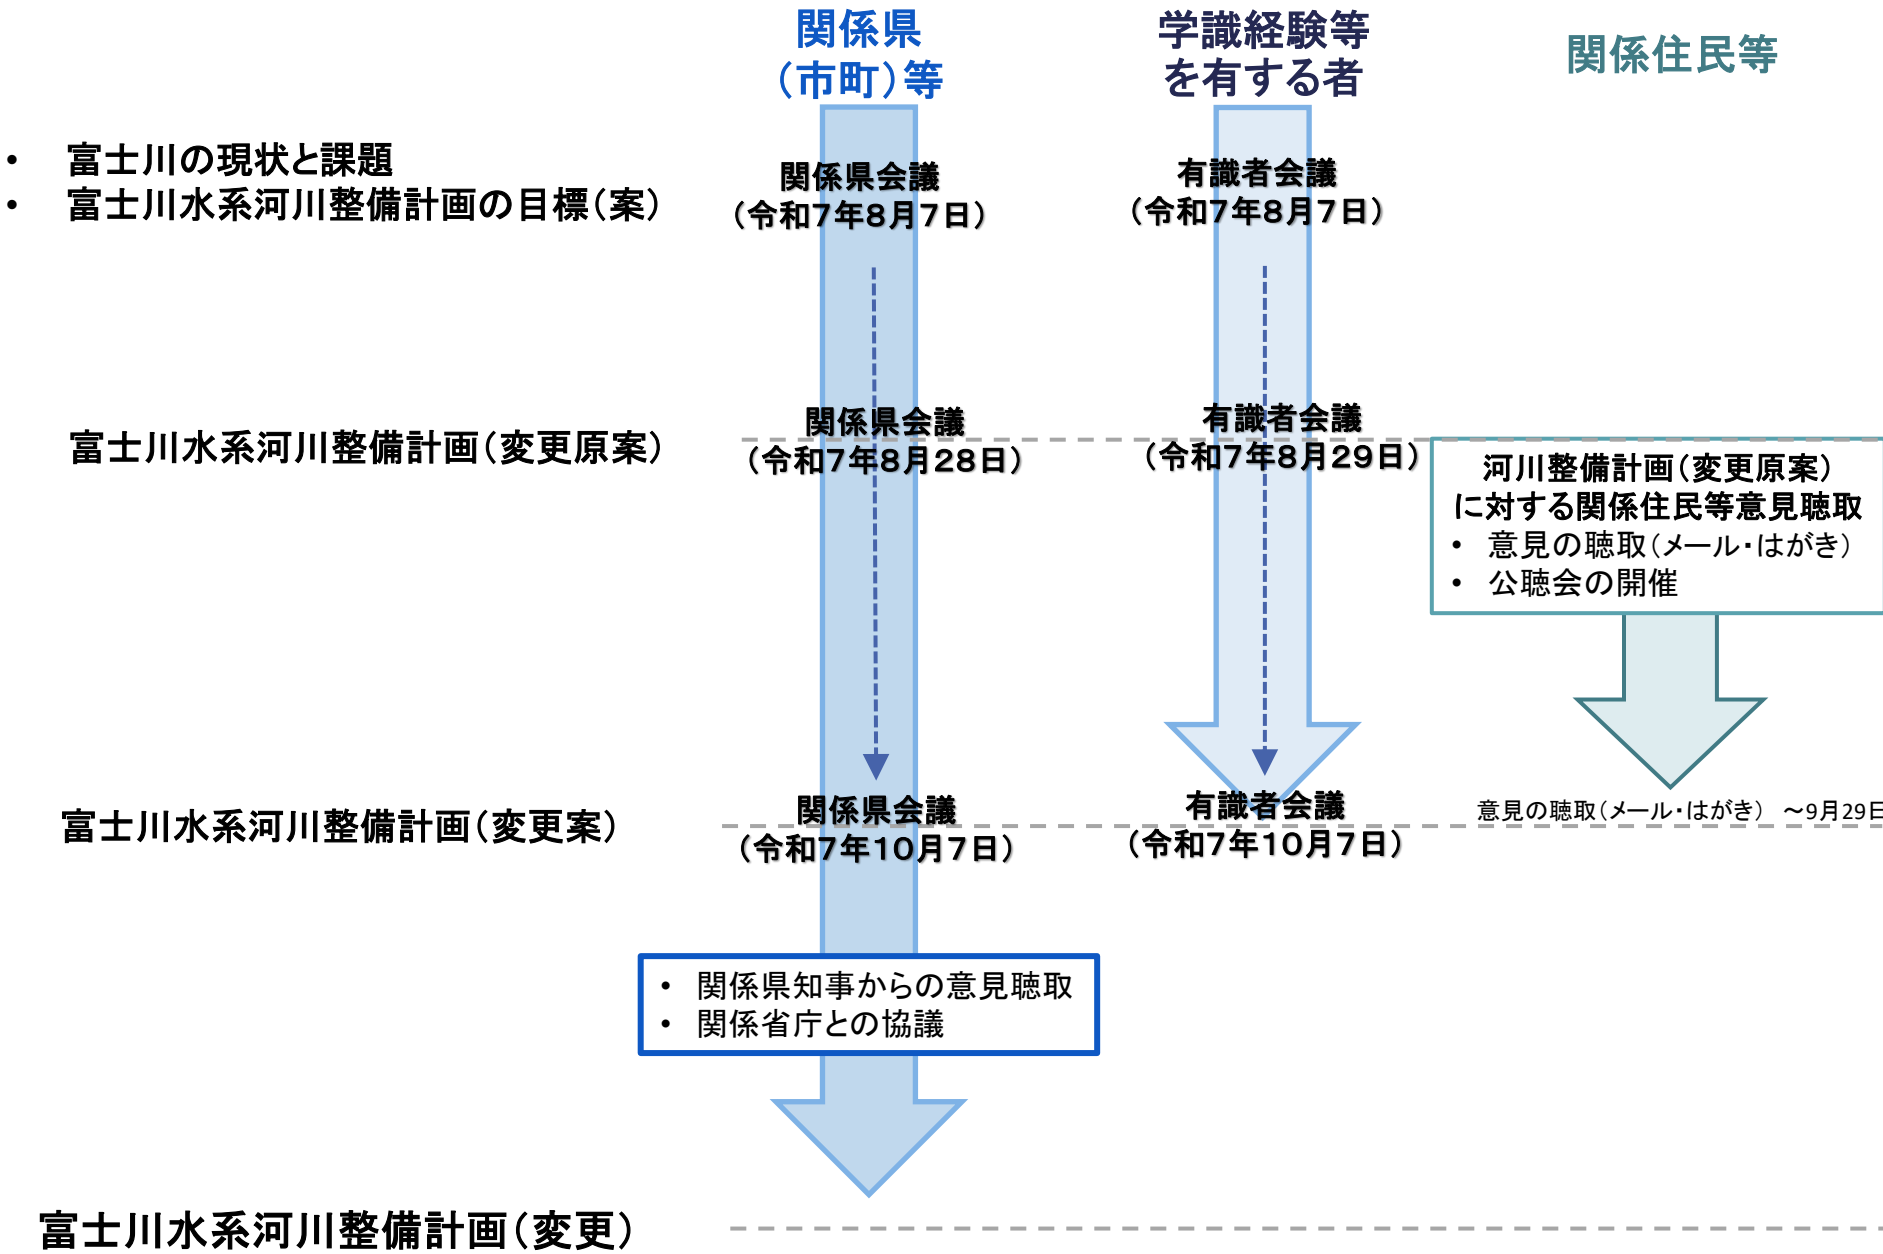 関係県
（市町）等
学識経験等
を有する者
関係住民等
• 富士川の現状と課題
• 富士川水系河川整備計画の目標（案）
関係県会議
（令和7年8月7日）
有識者会議
（令和7年8月7日）
富士川水系河川整備計画（変更原案）
関係県会議
（令和7年8月28日）
有識者会議
（令和7年8月29日）
河川整備計画（変更原案）
に対する関係住民等意見聴取
• 意見の聴取（メール・はがき）
• 公聴会の開催
富士川水系河川整備計画（変更案）
関係県会議
（令和7年10月7日）
有識者会議
（令和7年10月7日）
意見の聴取（メール・はがき） ～9月29日
• 関係県知事からの意見聴取
• 関係省庁との協議
富士川水系河川整備計画（変更）